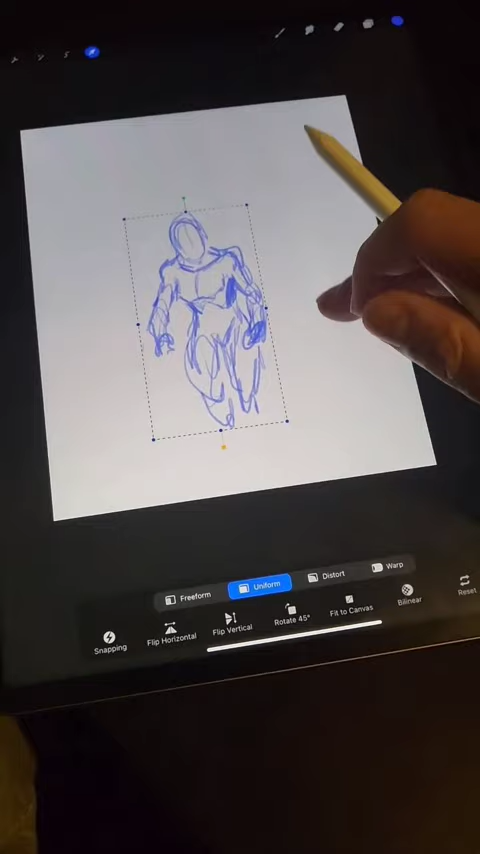 Freeform
Uniform
Distort
Warp
Snapping
Flip Horizontal
Flip Vertical
Rotate 45°
Fit to Canvas
Bilinear
Reset